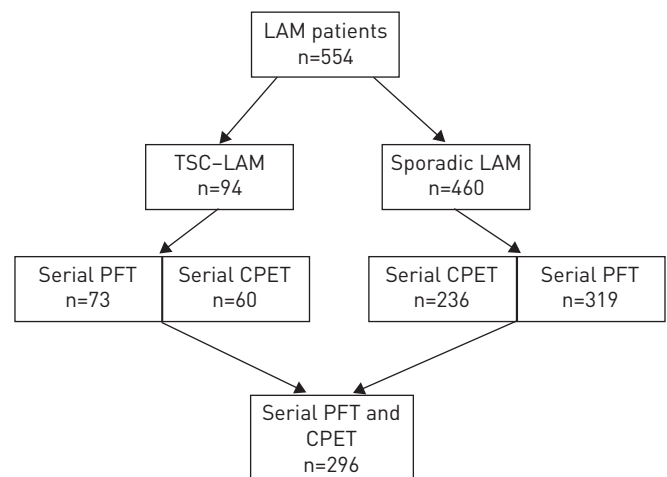 LAM patients
n=554
TSC–LAM
n=94
Sporadic LAM
n=460
Serial PFT
n=73
Serial CPET
n=60
Serial CPET
n=236
Serial PFT
n=319
Serial PFT and
CPET
n=296